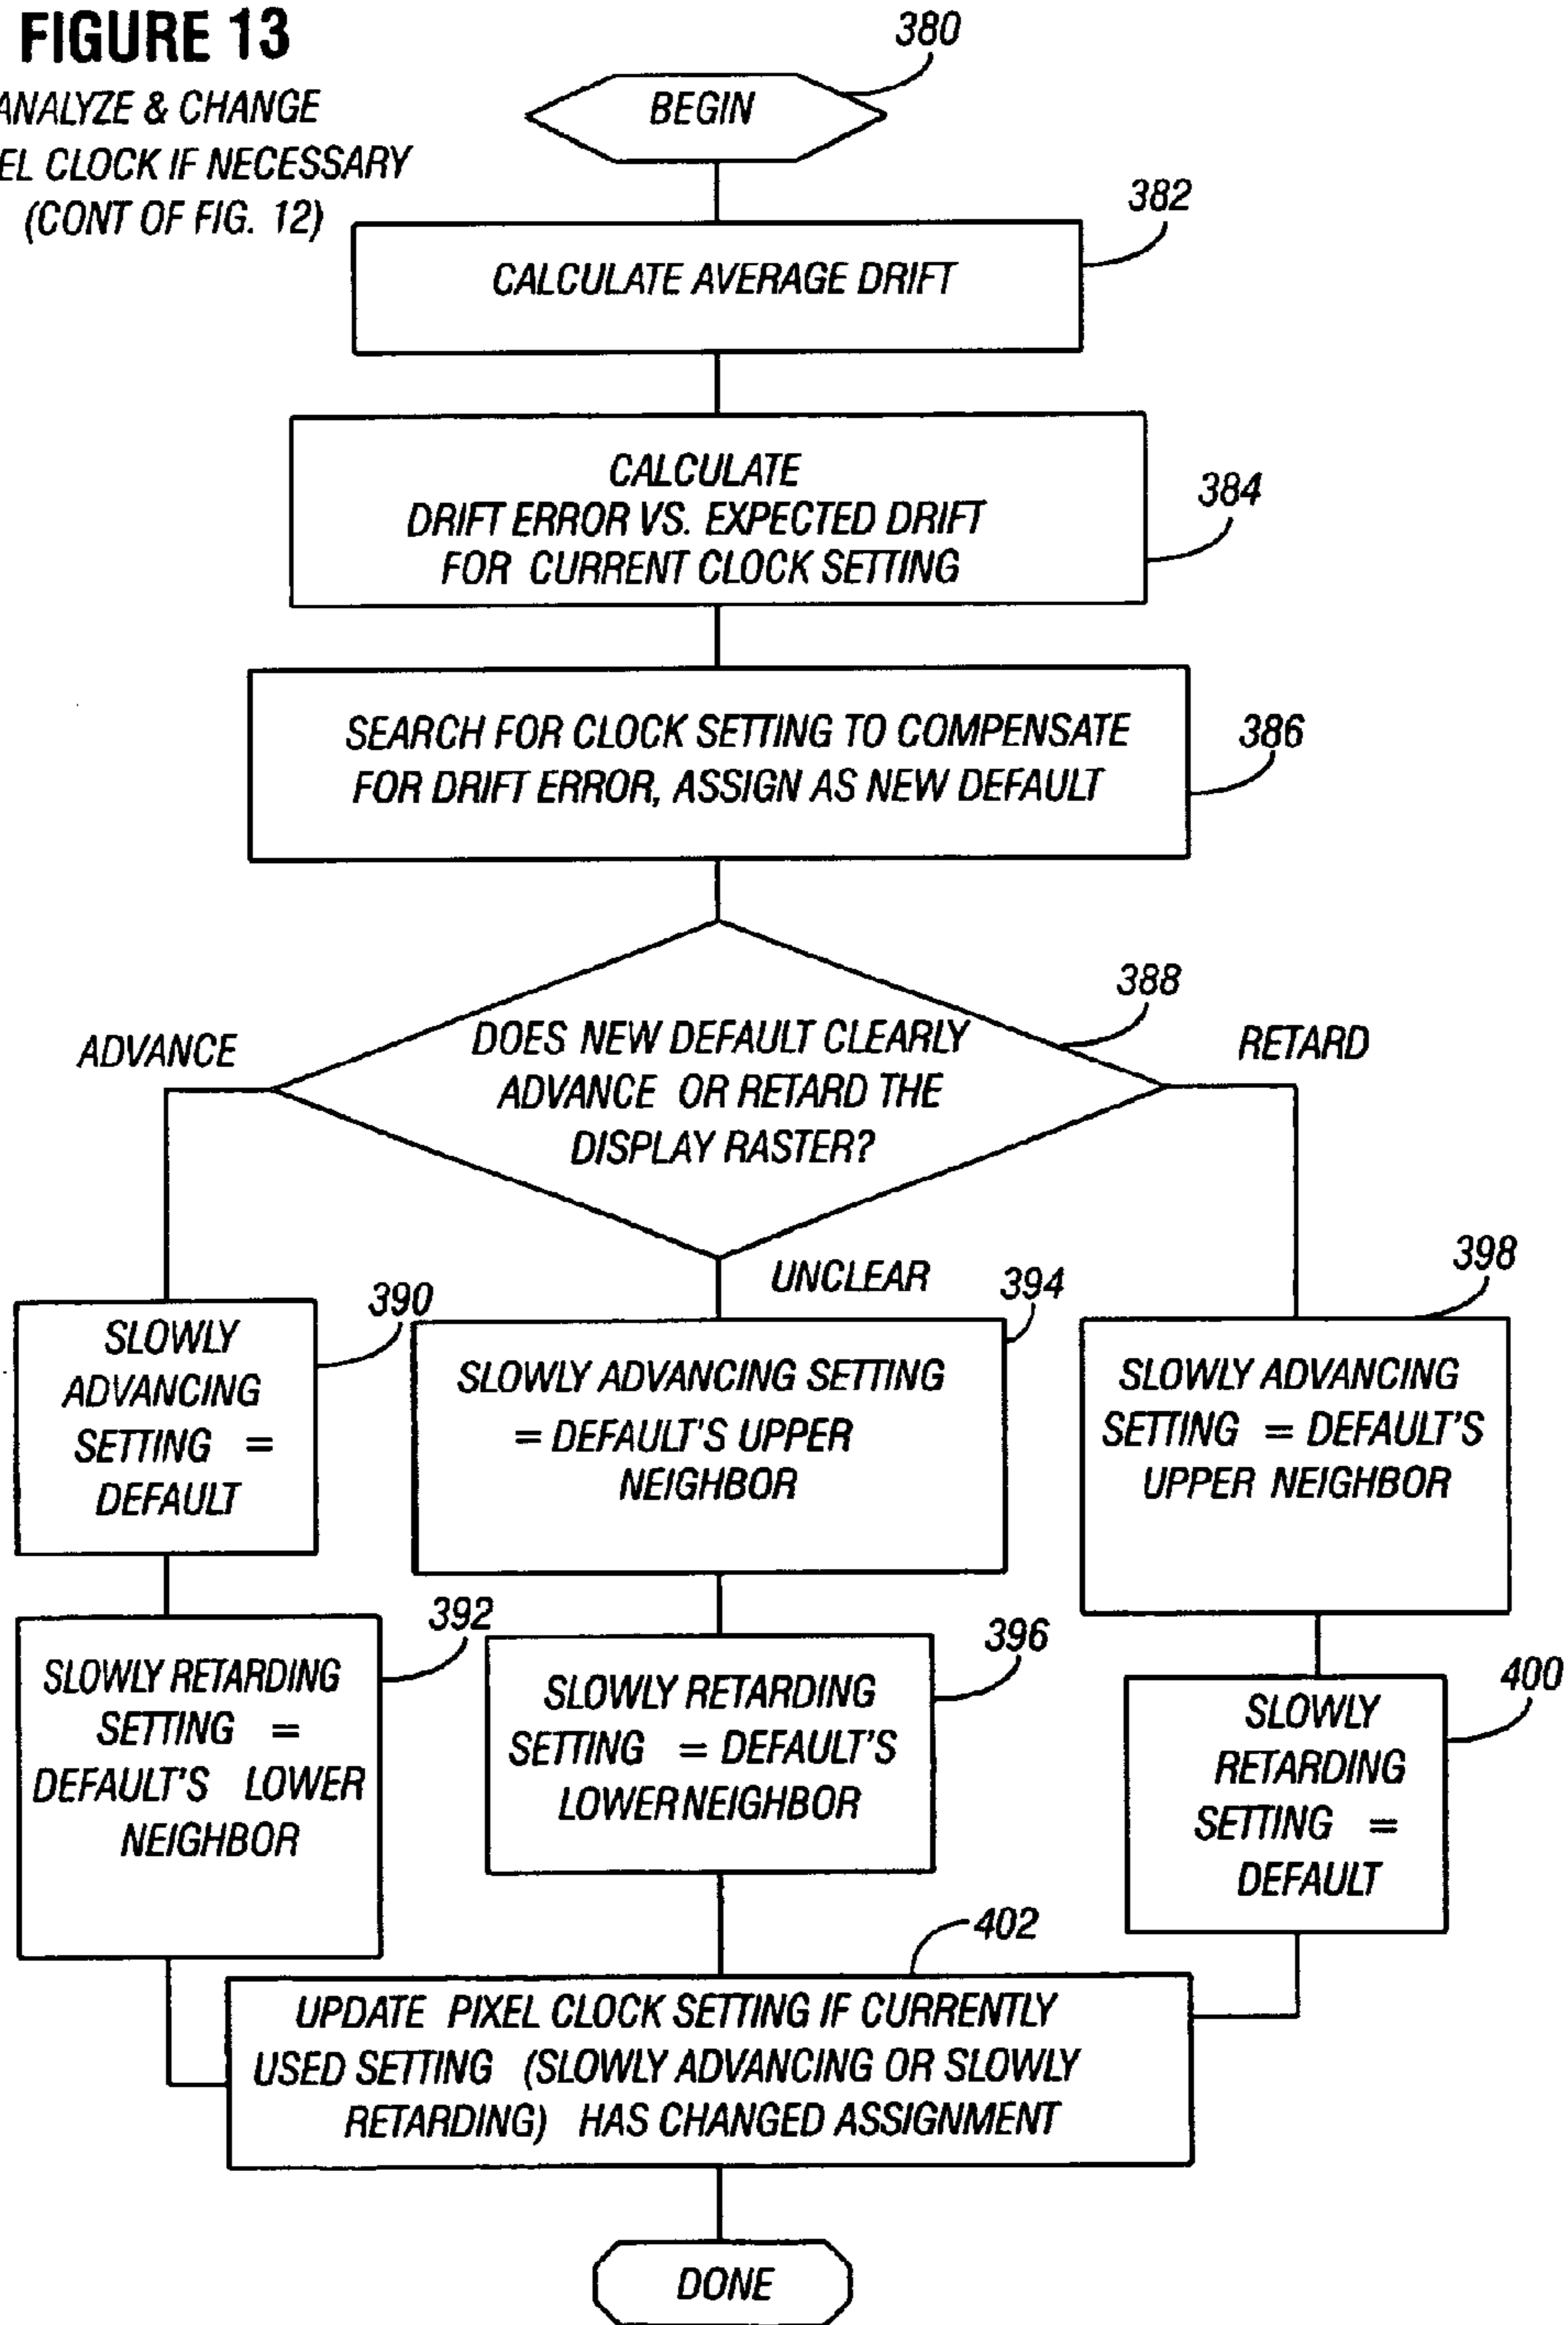 FIGURE 13
ANALYZE & CHANGE
EL CLOCK IF NECESSARY
(CONT OF FIG. 12)
380
BEGIN
382
CALCULATE AVERAGE DRIFT
384
CALCULATE
DRIFT ERROR VS. EXPECTED DRIFT
FOR CURRENT CLOCK SETTING
386
SEARCH FOR CLOCK SETTING TO COMPENSATE
FOR DRIFT ERROR, ASSIGN AS NEW DEFAULT
388
DOES NEW DEFAULT CLEARLY
ADVANCE OR RETARD THE
DISPLAY RASTER?
ADVANCE
RETARD
UNCLEAR
390
SLOWLY
ADVANCING
SETTING =
DEFAULT
394
SLOWLY ADVANCING SETTING
= DEFAULT'S UPPER
NEIGHBOR
398
SLOWLY ADVANCING
SETTING = DEFAULT'S
UPPER NEIGHBOR
392
SLOWLY RETARDING
SETTING =
DEFAULT'S LOWER
NEIGHBOR
396
SLOWLY RETARDING
SETTING = DEFAULT'S
LOWER NEIGHBOR
400
SLOWLY
RETARDING
SETTING =
DEFAULT
402
UPDATE PIXEL CLOCK SETTING IF CURRENTLY
USED SETTING (SLOWLY ADVANCING OR SLOWLY
RETARDING) HAS CHANGED ASSIGNMENT
DONE